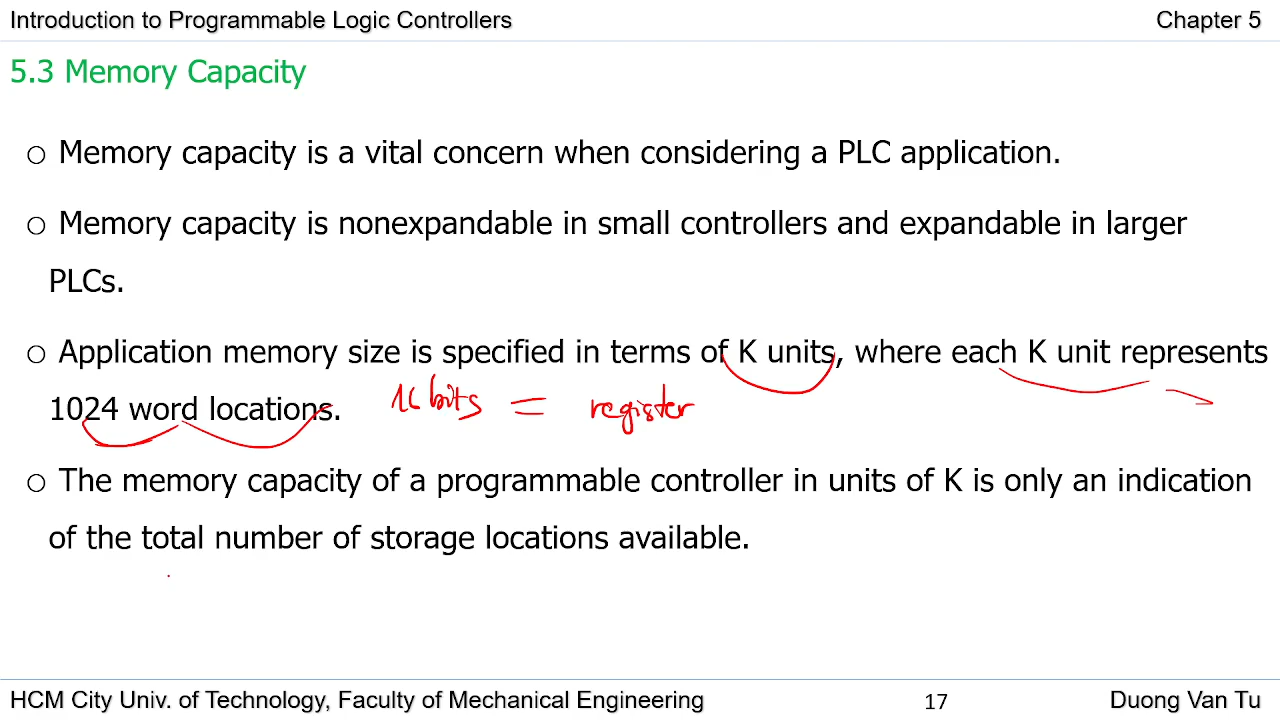 Introduction to Programmable Logic Controllers Chapter 5
5.3 Memory Capacity
○ Memory capacity is a vital concern when considering a PLC application.
○ Memory capacity is nonexpandable in small controllers and expandable in larger
PLCs.
○ Application memory size is specified in terms of K units, where each K unit represents
1024 word locations. 16 bits = register
○ The memory capacity of a programmable controller in units of K is only an indication
of the total number of storage locations available.
HCM City Univ. of Technology, Faculty of Mechanical Engineering 17 Duong Van Tu